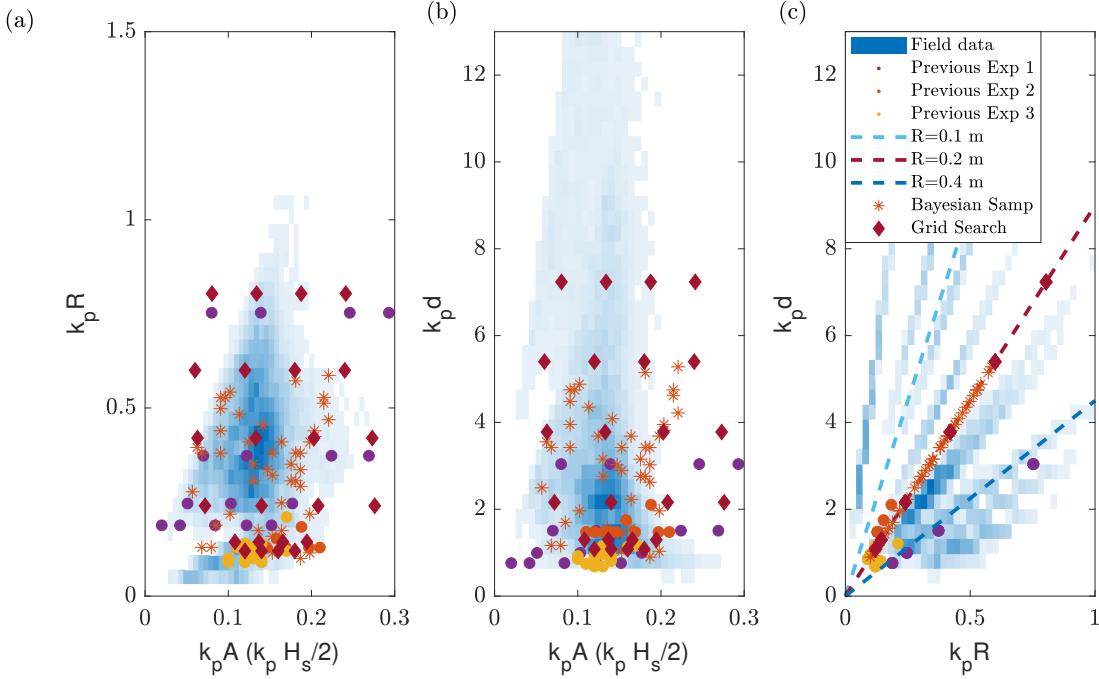 (a)
1.5
1
0.5
0
0
0.1
0.2
0.3
k_pR
k_pA (k_p H_s/2)
(b)
12
10
8
6
4
2
0
0
0.1
0.2
0.3
k_pd
k_pA (k_p H_s/2)
(c)
12
10
8
6
4
2
0
0
0.5
1
k_pd
k_pR
Field data
Previous Exp 1
Previous Exp 2
Previous Exp 3
R=0.1 m
R=0.2 m
R=0.4 m
Bayesian Samp
Grid Search